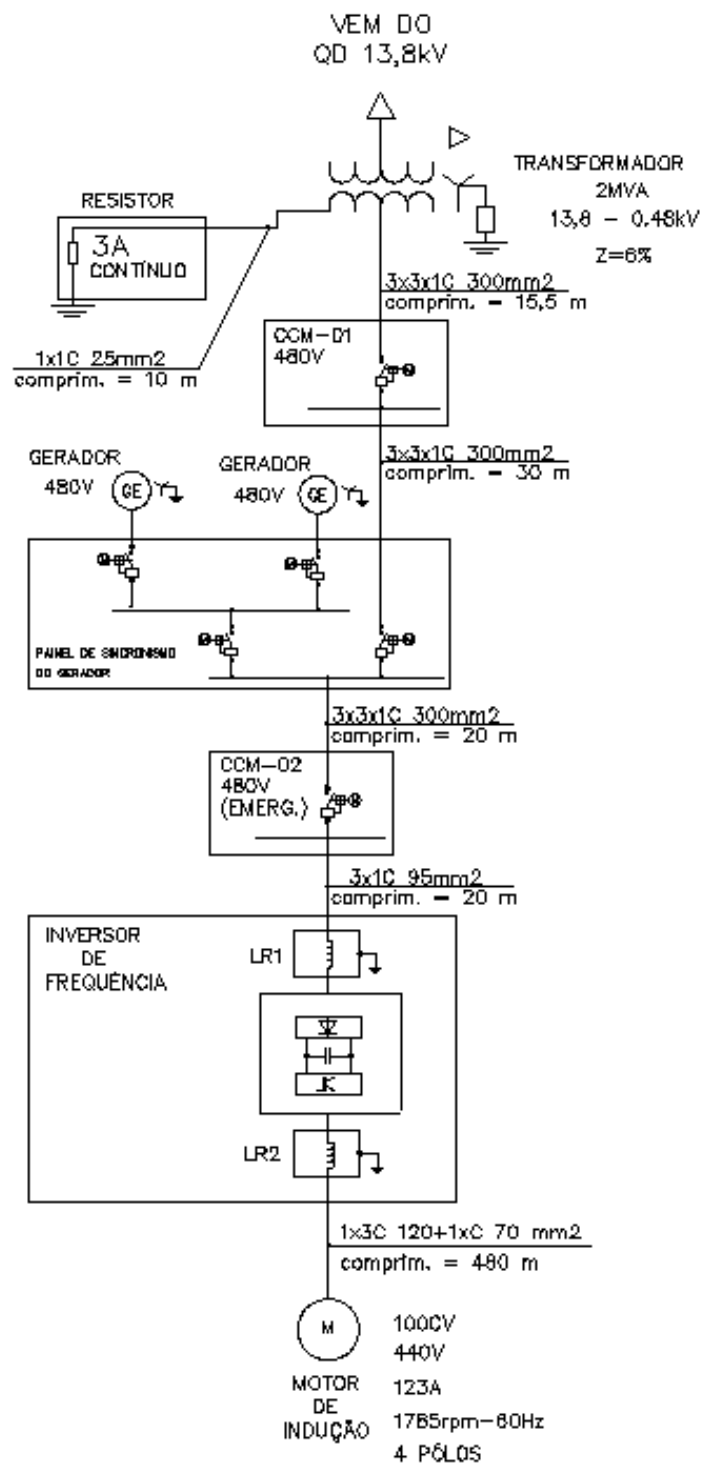 VEM DO
QD 13,8kV
TRANSFORMADOR
2MVA
13,8 - 0.48kV
Z=6%
RESISTOR
3A
CONTÍNUO
3x3x1C 300mm2
comprim. = 15,5 m
1x1C 25mm2
comprim. = 10 m
CCM-01
480V
3x3x1C 300mm2
comprim. = 30 m
GERADOR
480V
GE
GERADOR
480V
GE
PAINEL DE SINCRONISMO
DO GERADOR
3x3x1C 300mm2
comprim. = 20 m
CCM-02
480V
(EMERG.)
3x1C 95mm2
comprim. = 20 m
INVERSOR
DE
FREQUÊNCIA
LR1
LR2
1x3C 120+1xC 70 mm2
comprim. = 480 m
M
MOTOR
DE
INDUÇÃO
100CV
440V
123A
1765rpm-60Hz
4 PÓLOS